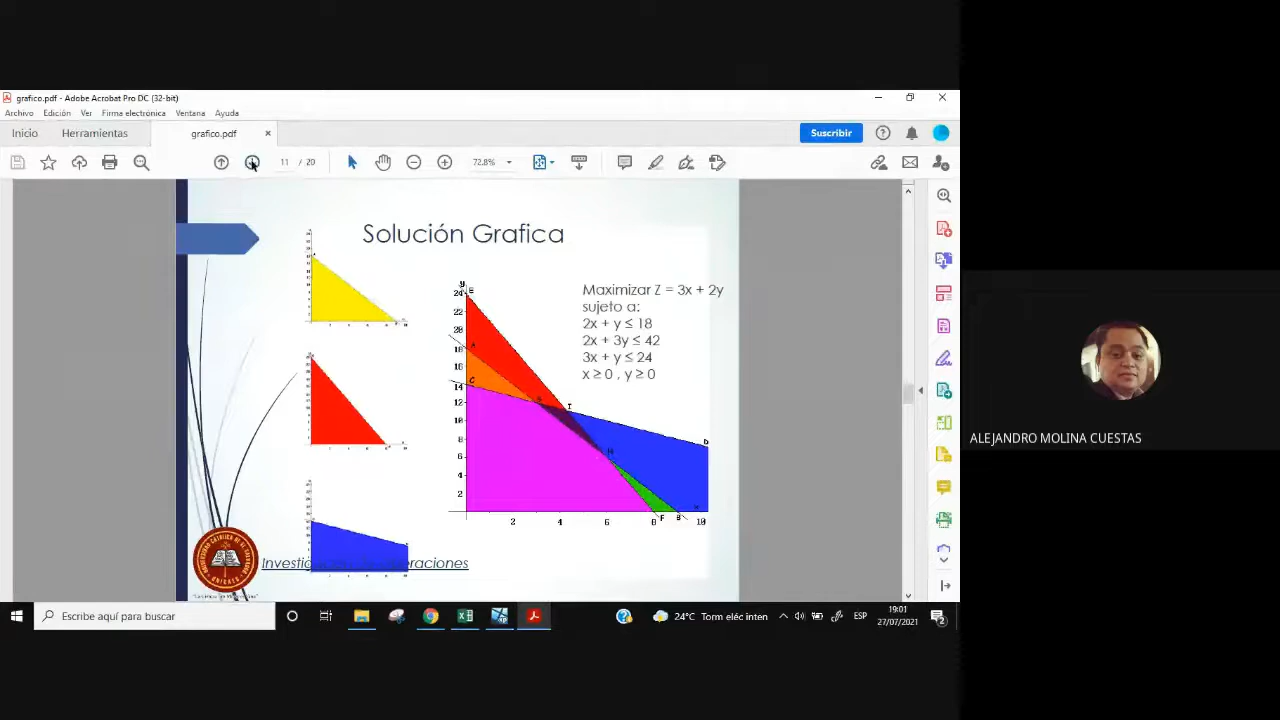 grafico.pdf - Adobe Acrobat Pro DC (32-bit)
Archivo Edición Ver Firma electrónica Ventana Ayuda
Inicio Herramientas grafico.pdf × Suscribir
11 / 20 72.8%
Solución Grafica
Maximizar Z = 3x + 2y
sujeto a:
2x + y ≤ 18
2x + 3y ≤ 42
3x + y ≤ 24
x ≥ 0 , y ≥ 0
y
E
24
22
20
18 A
16
14 C
12
10
8
6
4
2
2 4 6 8 F B 10
I
D
H
Investi eraciones
ALEJANDRO MOLINA CUESTAS
Escribe aquí para buscar
24°C Torm eléc inten
ESP
19:01
27/07/2021
2